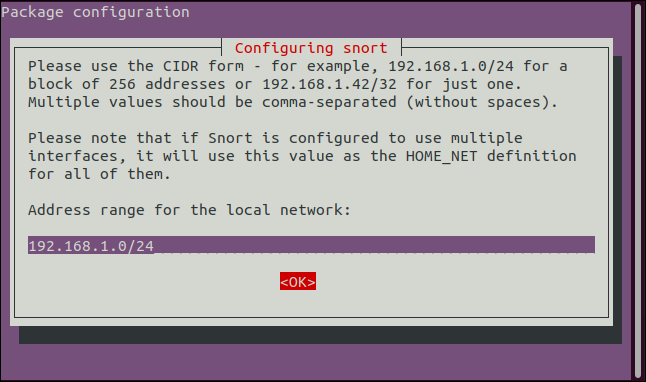 Package configuration
Configuring snort
Please use the CIDR form - for example, 192.168.1.0/24 for a
block of 256 addresses or 192.168.1.42/32 for just one.
Multiple values should be comma-separated (without spaces).
Please note that if Snort is configured to use multiple
interfaces, it will use this value as the HOME_NET definition
for all of them.
Address range for the local network:
192.168.1.0/24
<OK>